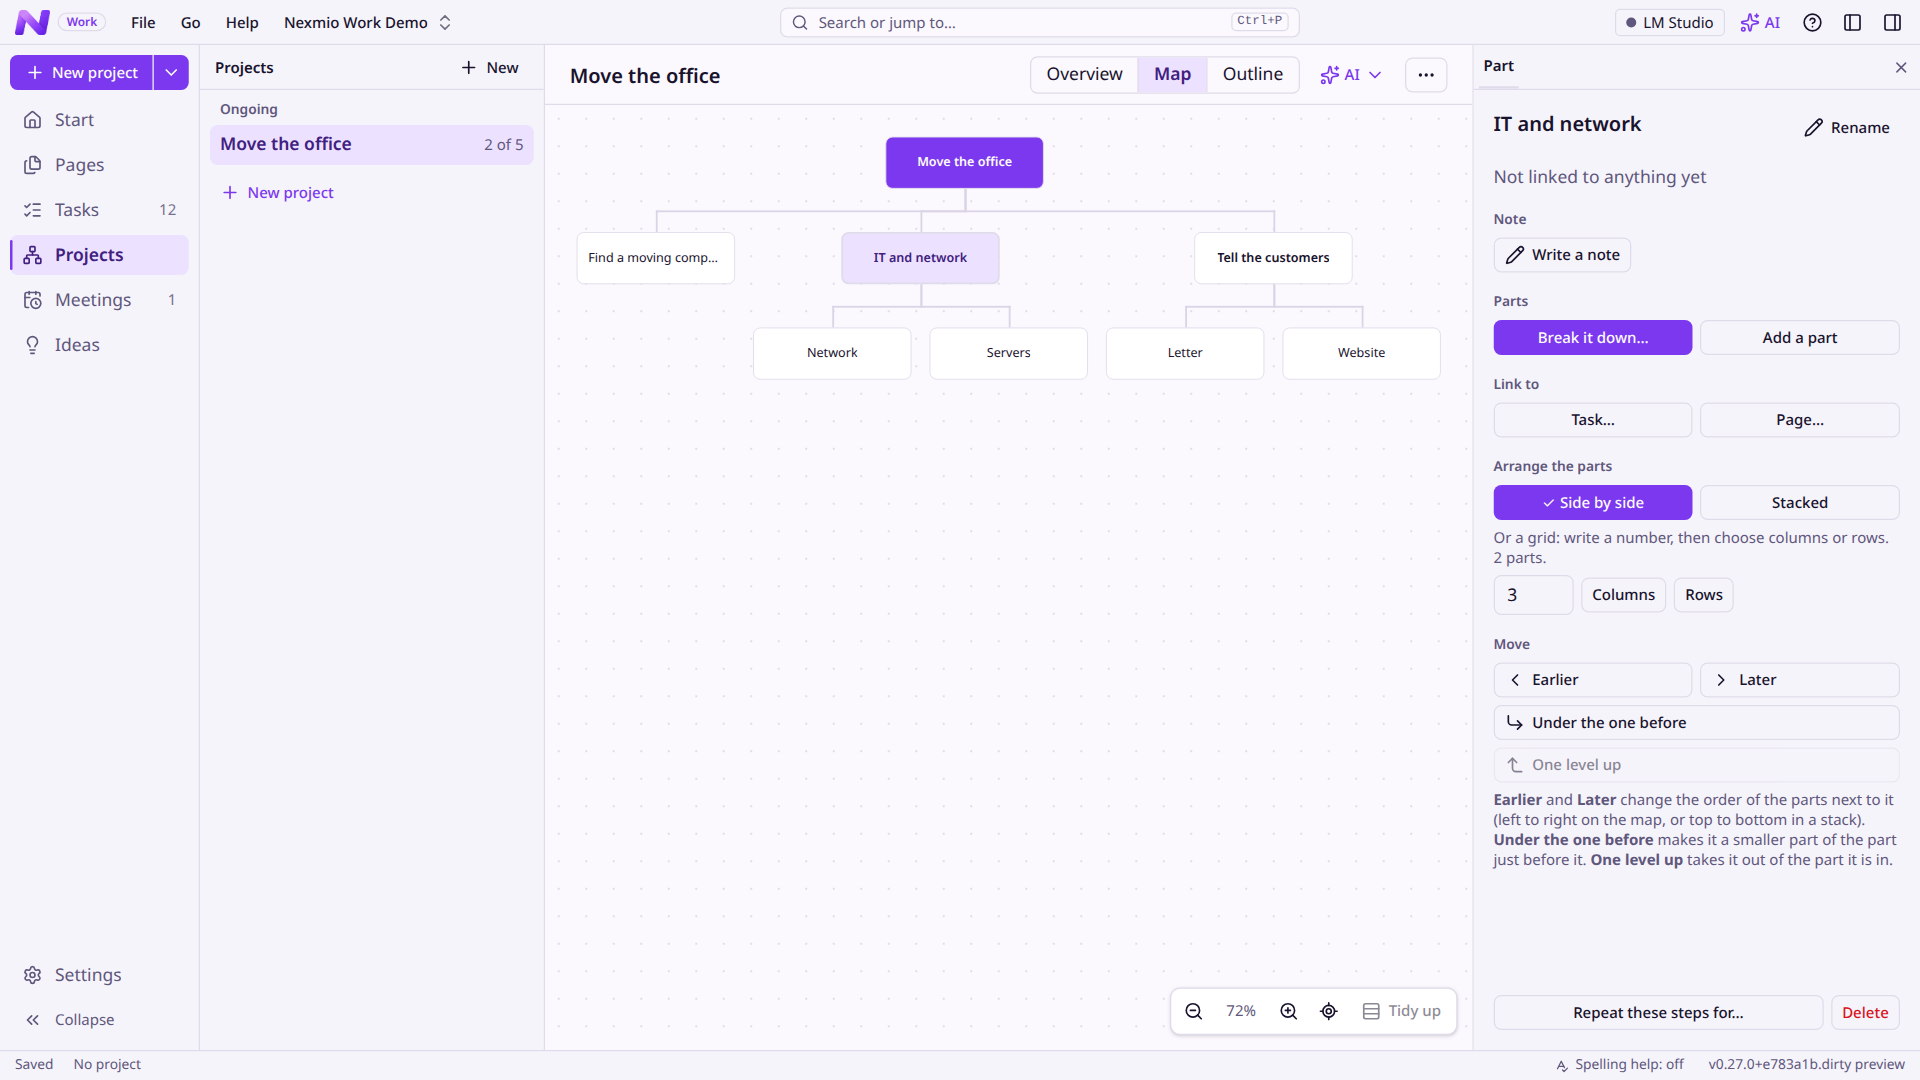 Work
File
Go
Help
Nexmio Work Demo
Search or jump to...
Ctrl+P
LM Studio
AI
New project
Start
Pages
Tasks
12
Projects
Meetings
1
Ideas
Settings
Collapse
Projects
New
Ongoing
Move the office
2 of 5
New project
Move the office
Overview
Map
Outline
AI
Move the office
Find a moving comp...
IT and network
Tell the customers
Network
Servers
Letter
Website
72%
Tidy up
Part
IT and network
Rename
Not linked to anything yet
Note
Write a note
Parts
Break it down...
Add a part
Link to
Task...
Page...
Arrange the parts
Side by side
Stacked
Or a grid: write a number, then choose columns or rows.
2 parts.
3
Columns
Rows
Move
Earlier
Later
Under the one before
One level up
Earlier and Later change the order of the parts next to it
(left to right on the map, or top to bottom in a stack).
Under the one before makes it a smaller part of the part
just before it. One level up takes it out of the part it is in.
Repeat these steps for...
Delete
Saved
No project
Spelling help: off
v0.27.0+e783a1b.dirty preview